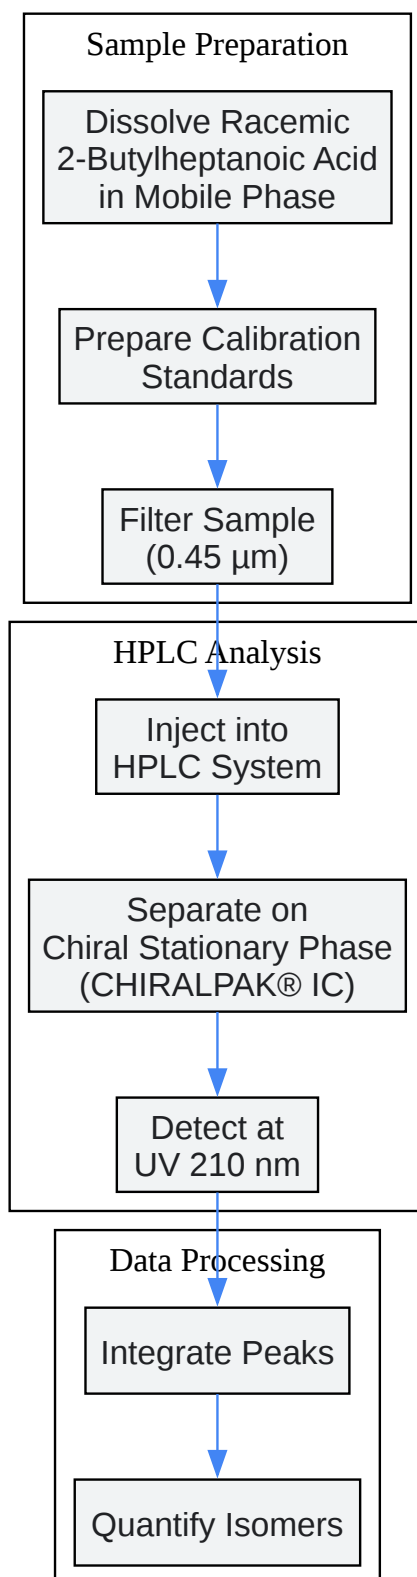 Sample Preparation
Dissolve Racemic
2-Butylheptanoic Acid
in Mobile Phase
Prepare Calibration
Standards
Filter Sample
(0.45 µm)
HPLC Analysis
Inject into
HPLC System
Separate on
Chiral Stationary Phase
(CHIRALPAK® IC)
Detect at
UV 210 nm
Data Processing
Integrate Peaks
Quantify Isomers